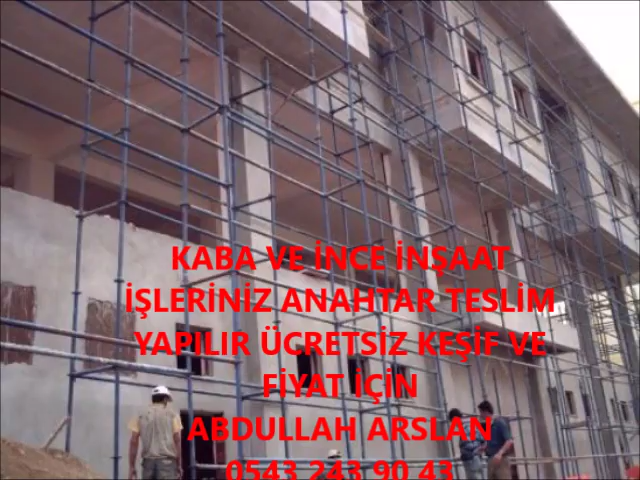 KABA VE İNCE İNŞAAT
İŞLERİNİZ ANAHTAR TESLİM
YAPILIR ÜCRETSİZ KEŞİF VE
FİYAT İÇİN
ABDULLAH ARSLAN
0543 243 90 43